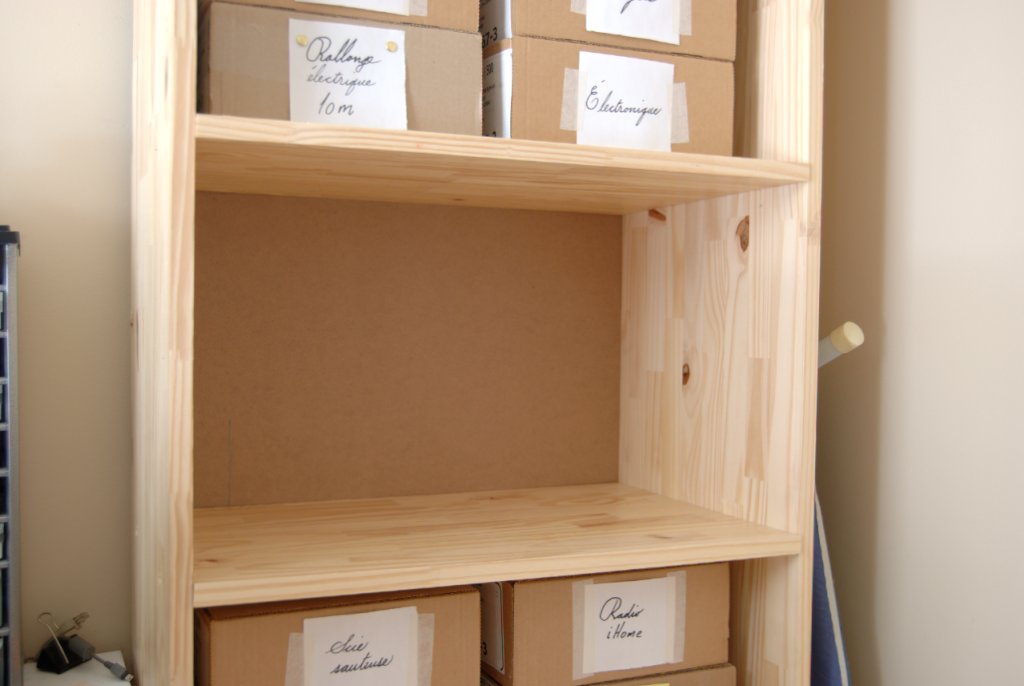 Rallonge
électrique
10m
Électronique
Scie
sauteuse
Radio
iHome